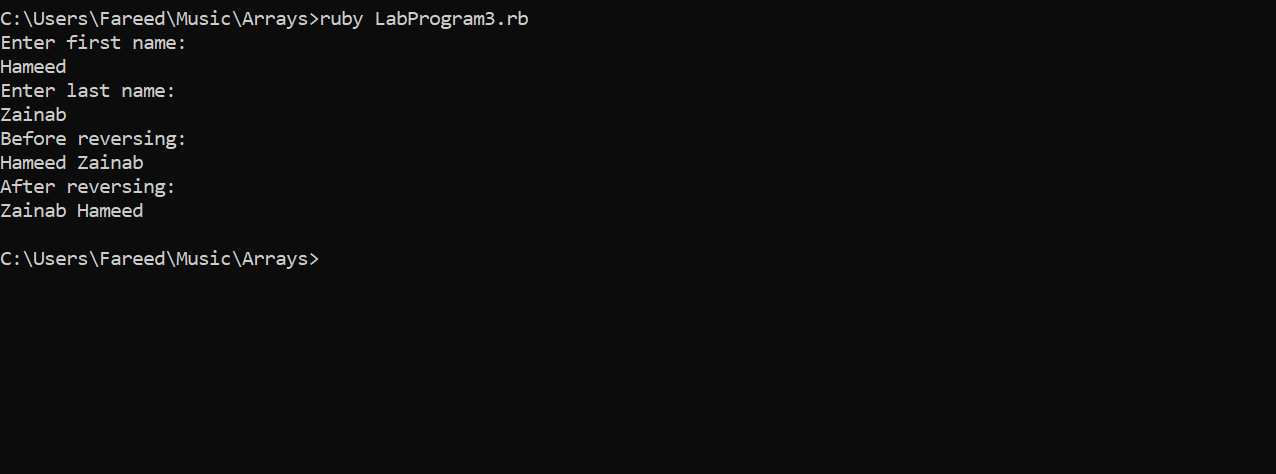 C:\Users\Fareed\Music\Arrays>ruby LabProgram3.rb
Enter first name:
Hameed
Enter last name:
Zainab
Before reversing:
Hameed Zainab
After reversing:
Zainab Hameed
C:\Users\Fareed\Music\Arrays>